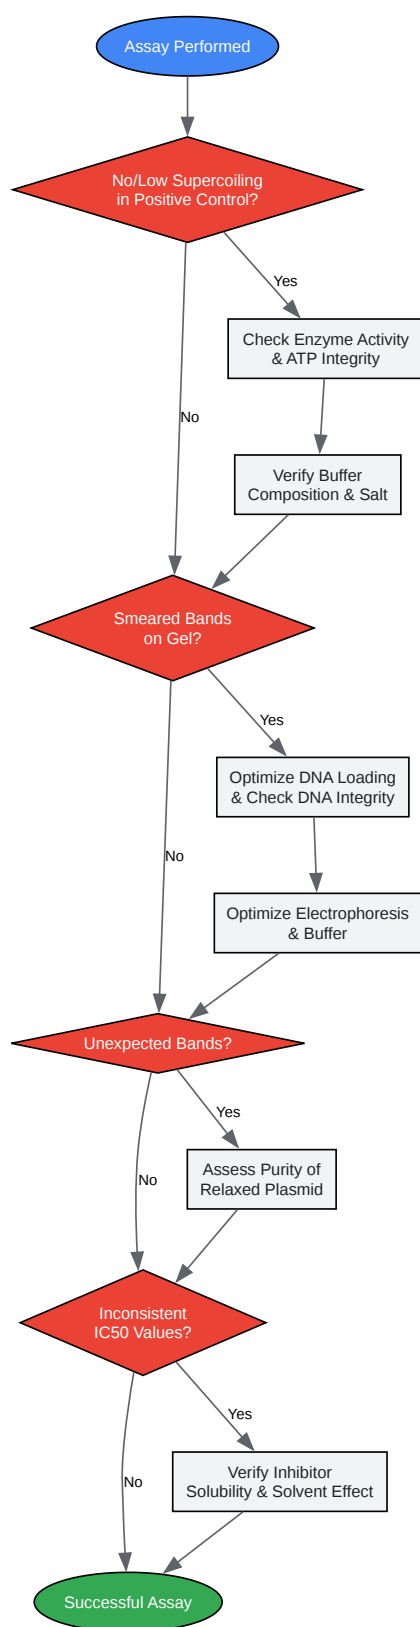 Assay Performed
No/Low Supercoiling
in Positive Control?
Yes
Check Enzyme Activity
& ATP Integrity
No
Verify Buffer
Composition & Salt
Smeared Bands
on Gel?
Yes
Optimize DNA Loading
& Check DNA Integrity
No
Optimize Electrophoresis
& Buffer
Unexpected Bands?
Yes
Assess Purity of
Relaxed Plasmid
No
Inconsistent
IC50 Values?
Yes
Verify Inhibitor
Solubility & Solvent Effect
No
Successful Assay